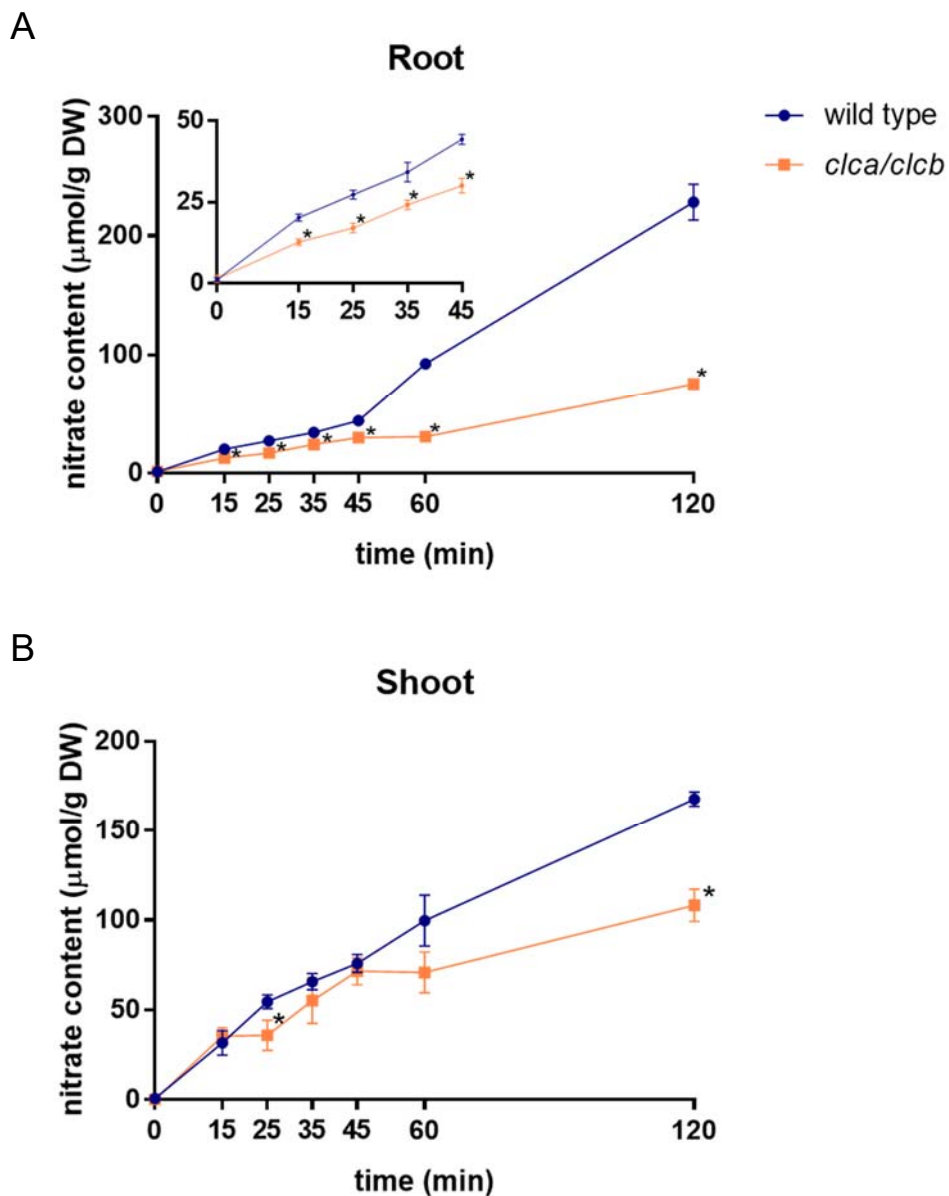 A
Root
wild type
clca/clcb
nitrate content (μmol/g DW)
300
200
100
0
50
25
0
0 15 25 35 45
* * * *
* * * * * *
0 15 25 35 45 60 120
time (min)
B
Shoot
nitrate content (μmol/g DW)
200
150
100
50
0
* *
0 15 25 35 45 60 120
time (min)